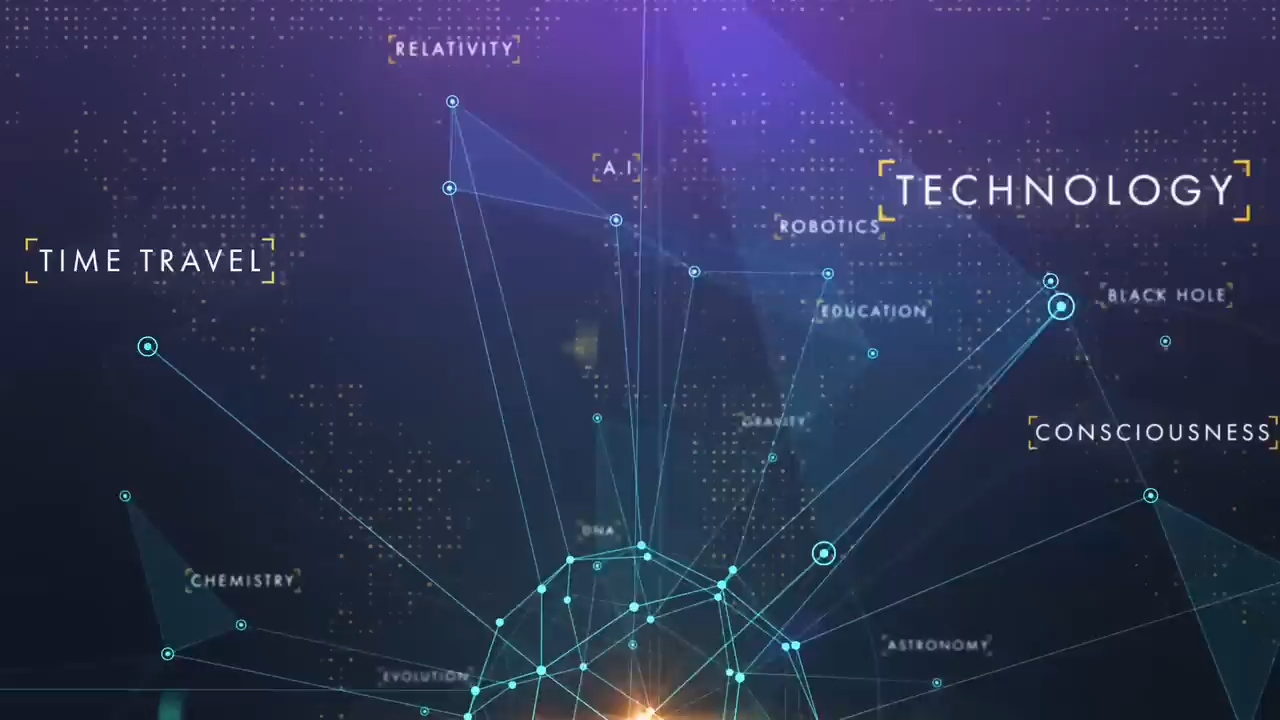 RELATIVITY
A.I
TECHNOLOGY
ROBOTICS
TIME TRAVEL
BLACK HOLE
EDUCATION
GRAVITY
CONSCIOUSNESS
DNA
CHEMISTRY
ASTRONOMY
EVOLUTION